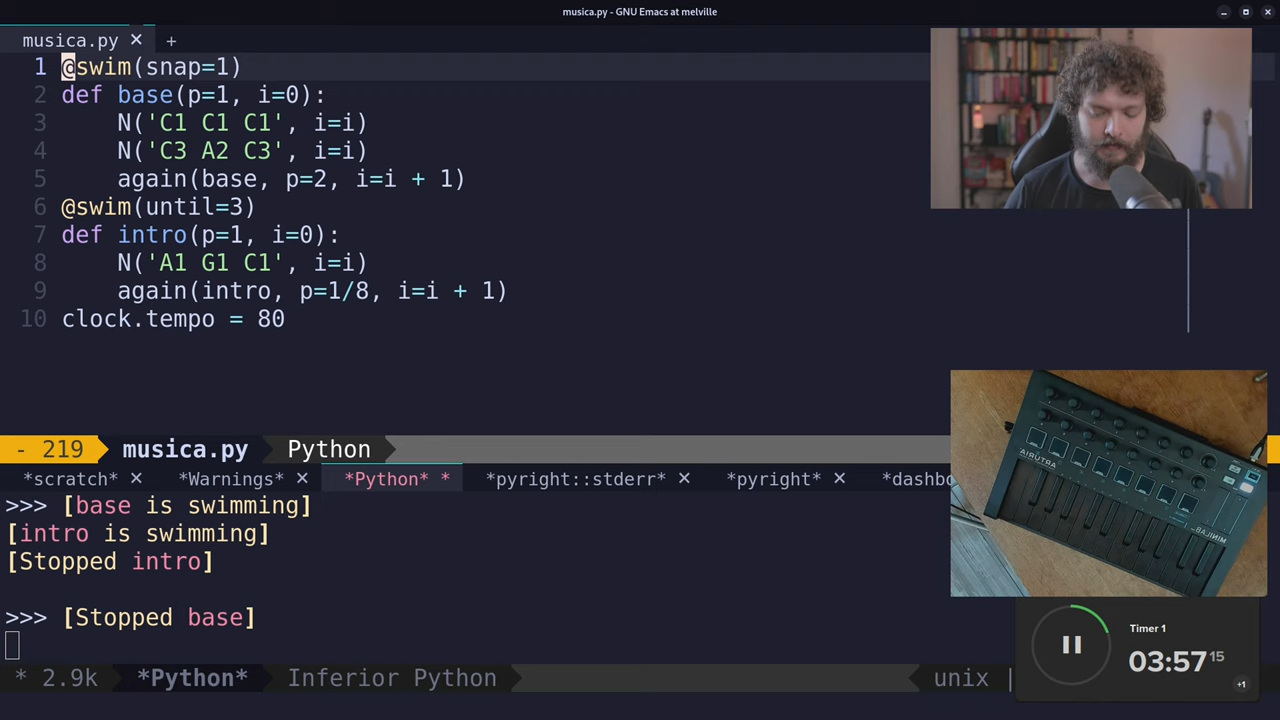 musica.py - GNU Emacs at melville
musica.py × +
1 @swim(snap=1)
2 def base(p=1, i=0):
3 N('C1 C1 C1', i=i)
4 N('C3 A2 C3', i=i)
5 again(base, p=2, i=i + 1)
6 @swim(until=3)
7 def intro(p=1, i=0):
8 N('A1 G1 C1', i=i)
9 again(intro, p=1/8, i=i + 1)
10 clock.tempo = 80
ARTURIA
MINILAB
- 219 musica.py Python
*scratch* × *Warnings* × *Python* * *pyright::stderr* × *pyright* × *dashbo
>>> [base is swimming]
[intro is swimming]
[Stopped intro]
>>> [Stopped base]
* 2.9k *Python* Inferior Python unix |
Timer 1
03:57 15
+1